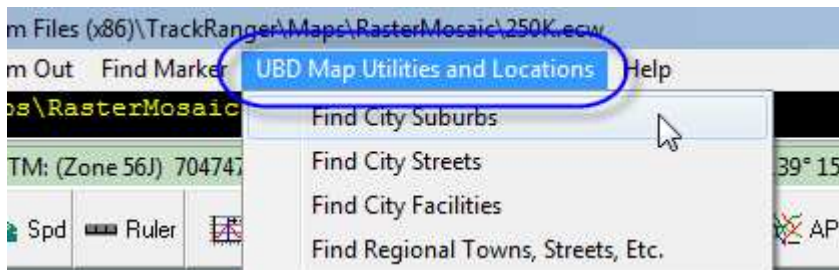 m Files (x86)\TrackRanger\Maps\RasterMosaic\250K.ecw
m Out Find Marker UBD Map Utilities and Locations Help
ps\RasterMosaic
Find City Suburbs
TM: (Zone 56J) 704747 Find City Streets 39° 15
Find City Facilities
Spd Ruler AP
Find Regional Towns, Streets, Etc.